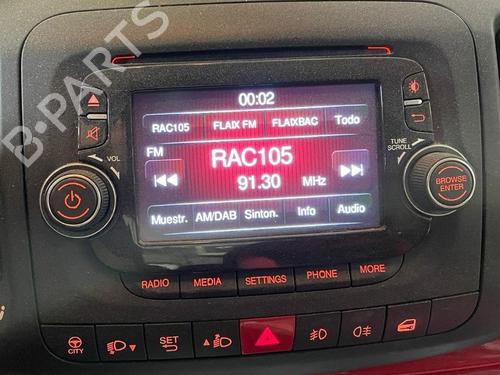 B-PARTS
00:02
RAC105 FLAIX FM FLAIXBAC Todo
FM
RAC105
91.30 MHz
Muestr. AM/DAB Sinton. Info Audio
VOL
TUNE
SCROLL
BROWSE
ENTER
RADIO MEDIA SETTINGS PHONE MORE
CITY SET